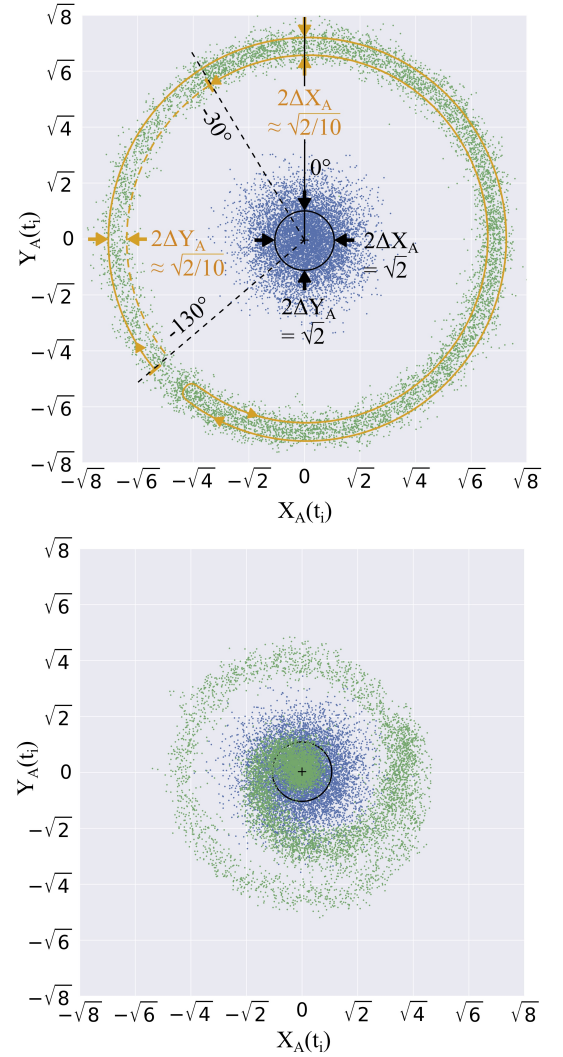 √8
√6
√4
√2
0
−√2
−√4
−√6
−√8
Y_A(t_i)
-30°
2ΔX_A
≈√2/10
0°
2ΔY_A
≈√2/10
2ΔX_A
=√2
2ΔY_A
=√2
-130°
−√8 −√6 −√4 −√2 0 √2 √4 √6 √8
X_A(t_i)
√8
√6
√4
√2
0
−√2
−√4
−√6
−√8
Y_A(t_i)
−√8 −√6 −√4 −√2 0 √2 √4 √6 √8
X_A(t_i)